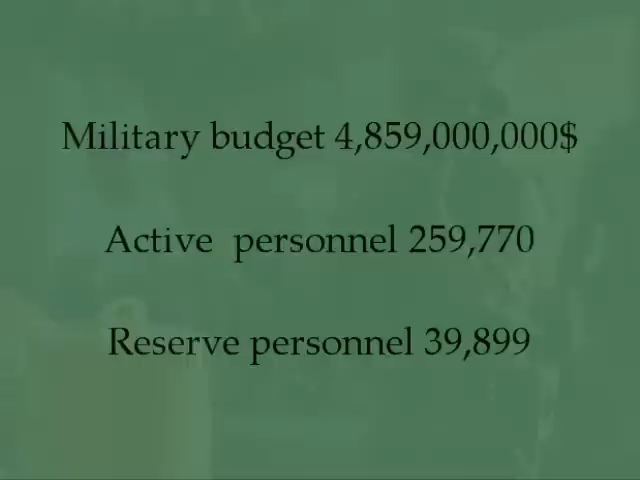 Military budget 4,859,000,000$
Active personnel 259,770
Reserve personnel 39,899